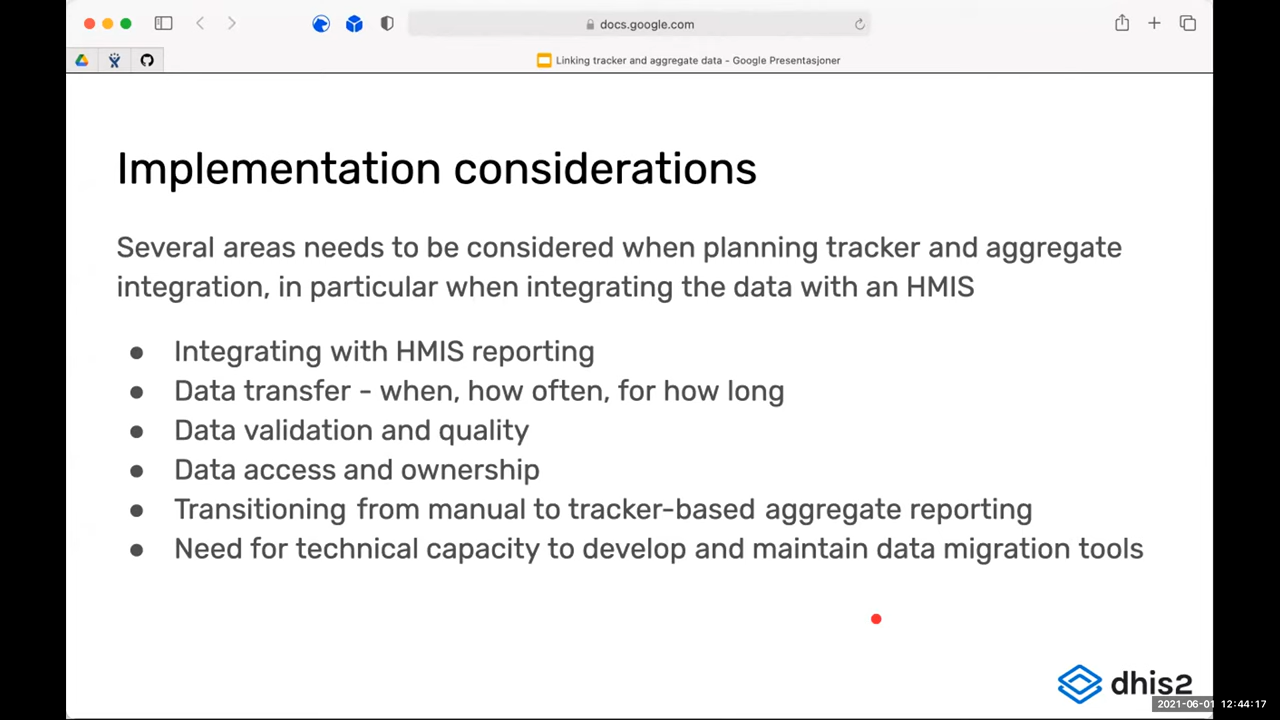 docs.google.com
Linking tracker and aggregate data - Google Presentasjoner
Implementation considerations
Several areas needs to be considered when planning tracker and aggregate
integration, in particular when integrating the data with an HMIS
● Integrating with HMIS reporting
● Data transfer - when, how often, for how long
● Data validation and quality
● Data access and ownership
● Transitioning from manual to tracker-based aggregate reporting
● Need for technical capacity to develop and maintain data migration tools
dhis2
2021-06-01 12:44:17